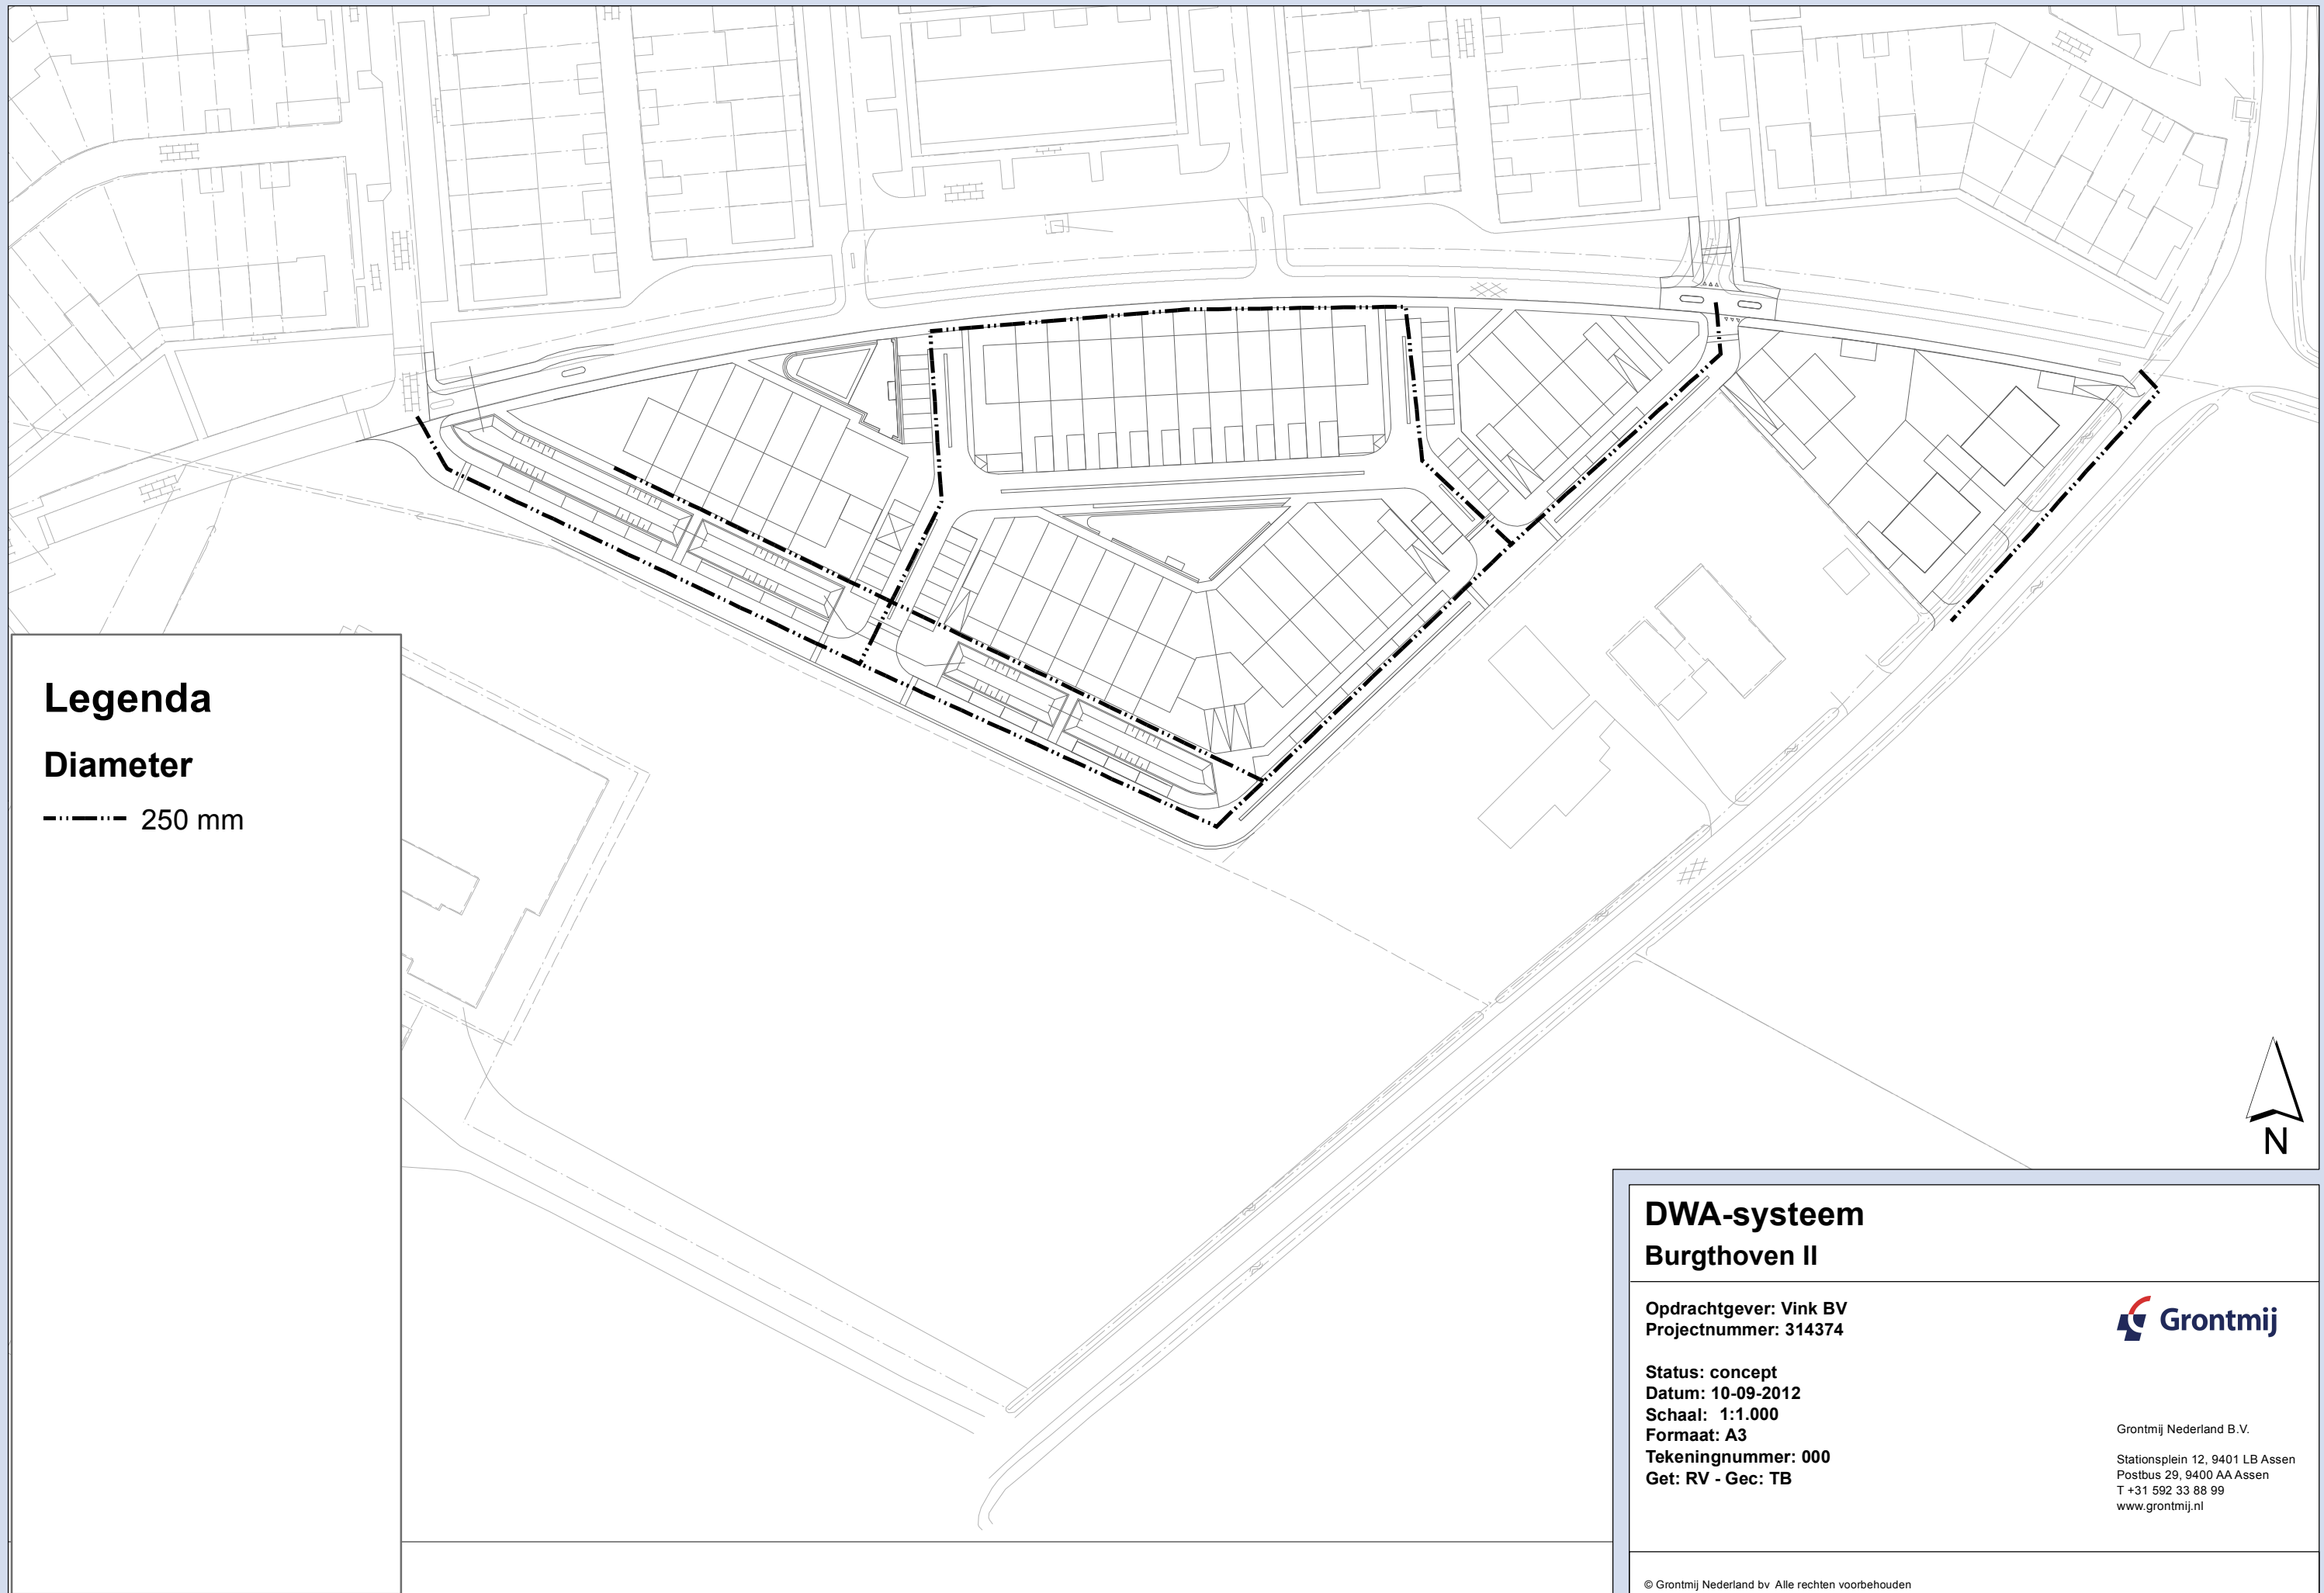 Legenda
Diameter
250 mm
N
DWA-systeem
Burgthoven II
Opdrachtgever: Vink BV
Projectnummer: 314374
Grontmij
Status: concept
Datum: 10-09-2012
Schaal: 1:1.000
Formaat: A3
Tekeningnummer: 000
Get: RV - Gec: TB
Grontmij Nederland B.V.
Stationsplein 12, 9401 LB Assen
Postbus 29, 9400 AA Assen
T +31 592 33 88 99
www.grontmij.nl
© Grontmij Nederland bv Alle rechten voorbehouden